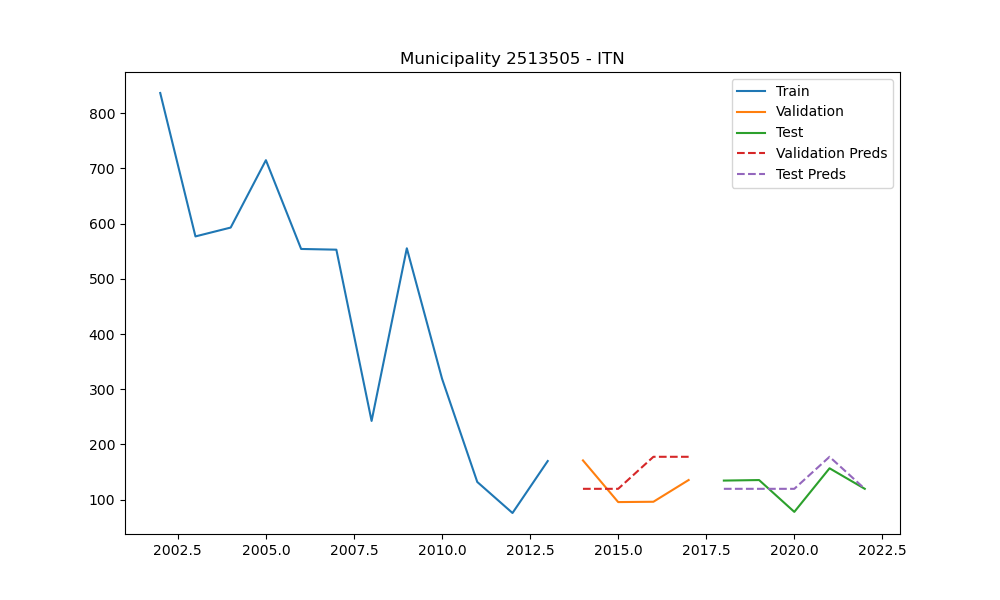 Municipality 2513505 - ITN
Train
Validation
Test
Validation Preds
Test Preds
800
700
600
500
400
300
200
100
2002.5 2005.0 2007.5 2010.0 2012.5 2015.0 2017.5 2020.0 2022.5